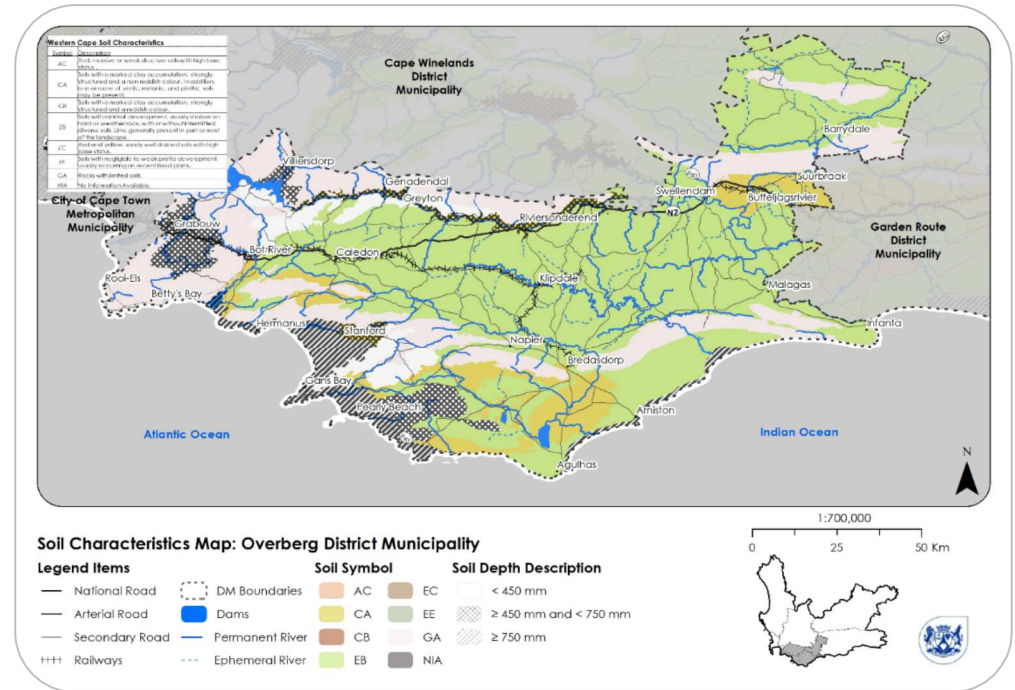 Western Cape Soil Characteristics
Symbol Description
AC Red, massive or weak structure soils with high base status.
CA Soils with a marked clay accumulation, strongly structured and a non-reddish colour. In addition, one or more of vertic, melanic, and plinthic soils may be present.
CB Soils with a marked clay accumulation, strongly structured and a reddish colour.
EB Soils with minimal development, usually shallow on hard or weather rock, with or without intermittent diverse soils. Lime generally present in part or most of the landscape.
EC Red and yellow, sandy well drained soils with high base status.
Soils with negligible to weak profile development, usually occurring on recent flood plains.
GA Rocks with limited soils.
No Information Available.
Cape Winelands
District
Municipality
City of Cape Town
Metropolitan
Municipality
Garden Route
District
Municipality
Barrydale
Villiersdorp
Genadendal
Greyton
Swellendam
Suurbraak
Buffeljagsrivier
N2
Riviersonderend
Grabouw
Bot River
Caledon
Klipdale
Malagas
Rooi-Els
Betty's Bay
Hermanus
Stanford
Napier
Infanta
Bredasdorp
Gans Bay
Pearly Beach
Arniston
Agulhas
Atlantic Ocean
Indian Ocean
N
Soil Characteristics Map: Overberg District Municipality
1:700,000
0 25 50 Km
Legend Items
National Road
Arterial Road
Secondary Road
Railways
DM Boundaries
Dams
Permanent River
Ephemeral River
Soil Symbol
AC
CA
CB
EB
EC
EE
GA
NIA
Soil Depth Description
< 450 mm
≥ 450 mm and < 750 mm
≥ 750 mm